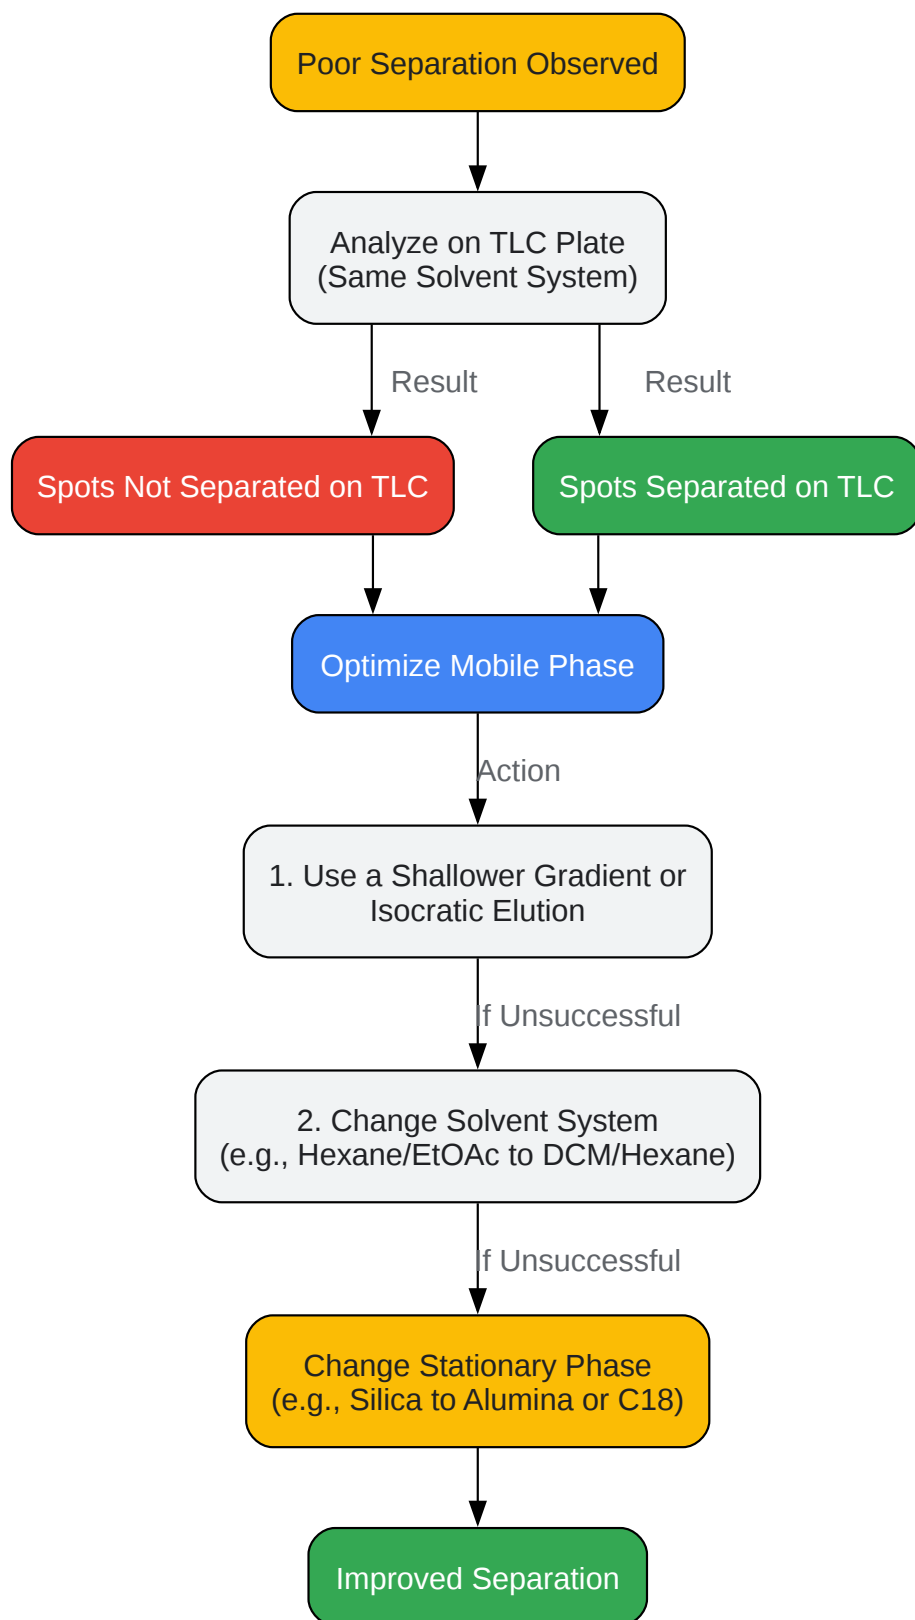 Poor Separation Observed
Analyze on TLC Plate
(Same Solvent System)
Result
Result
Spots Not Separated on TLC
Spots Separated on TLC
Optimize Mobile Phase
Action
1. Use a Shallower Gradient or
Isocratic Elution
If Unsuccessful
2. Change Solvent System
(e.g., Hexane/EtOAc to DCM/Hexane)
If Unsuccessful
Change Stationary Phase
(e.g., Silica to Alumina or C18)
Improved Separation